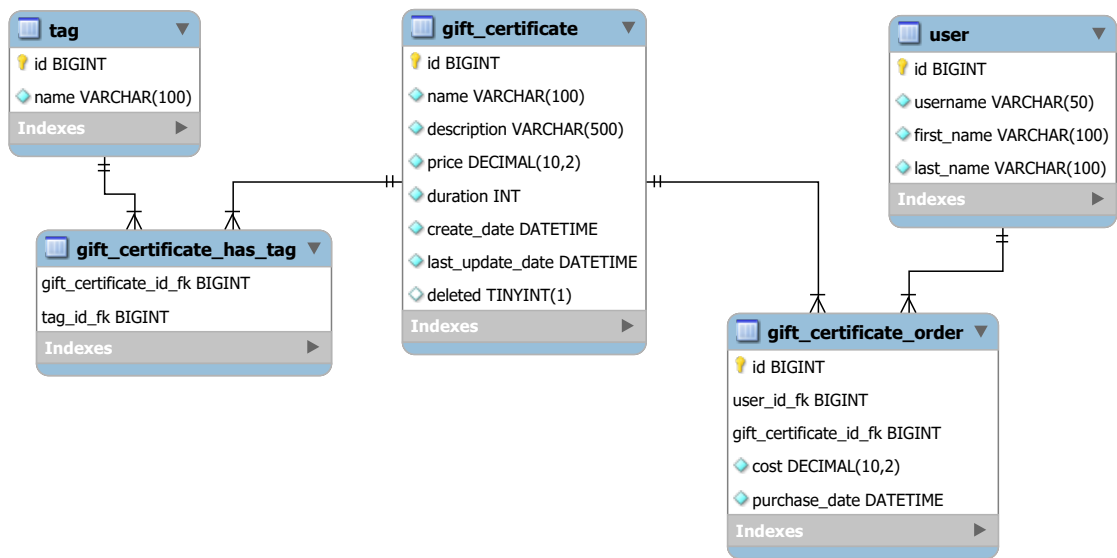 tag
id BIGINT
name VARCHAR(100)
Indexes
gift_certificate
id BIGINT
name VARCHAR(100)
description VARCHAR(500)
price DECIMAL(10,2)
duration INT
create_date DATETIME
last_update_date DATETIME
deleted TINYINT(1)
Indexes
user
id BIGINT
username VARCHAR(50)
first_name VARCHAR(100)
last_name VARCHAR(100)
Indexes
gift_certificate_has_tag
gift_certificate_id_fk BIGINT
tag_id_fk BIGINT
Indexes
gift_certificate_order
id BIGINT
user_id_fk BIGINT
gift_certificate_id_fk BIGINT
cost DECIMAL(10,2)
purchase_date DATETIME
Indexes